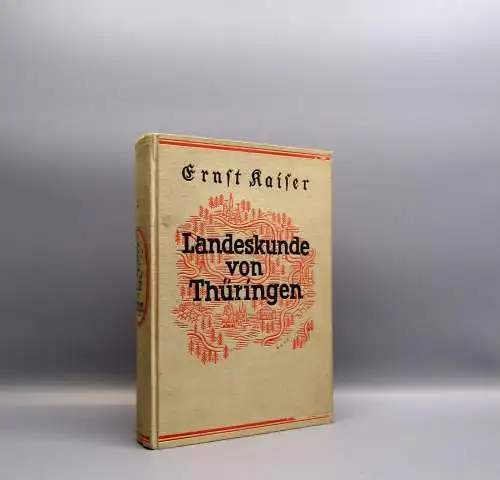 Ernst Kaiser
Landeskunde
von
Thüringen